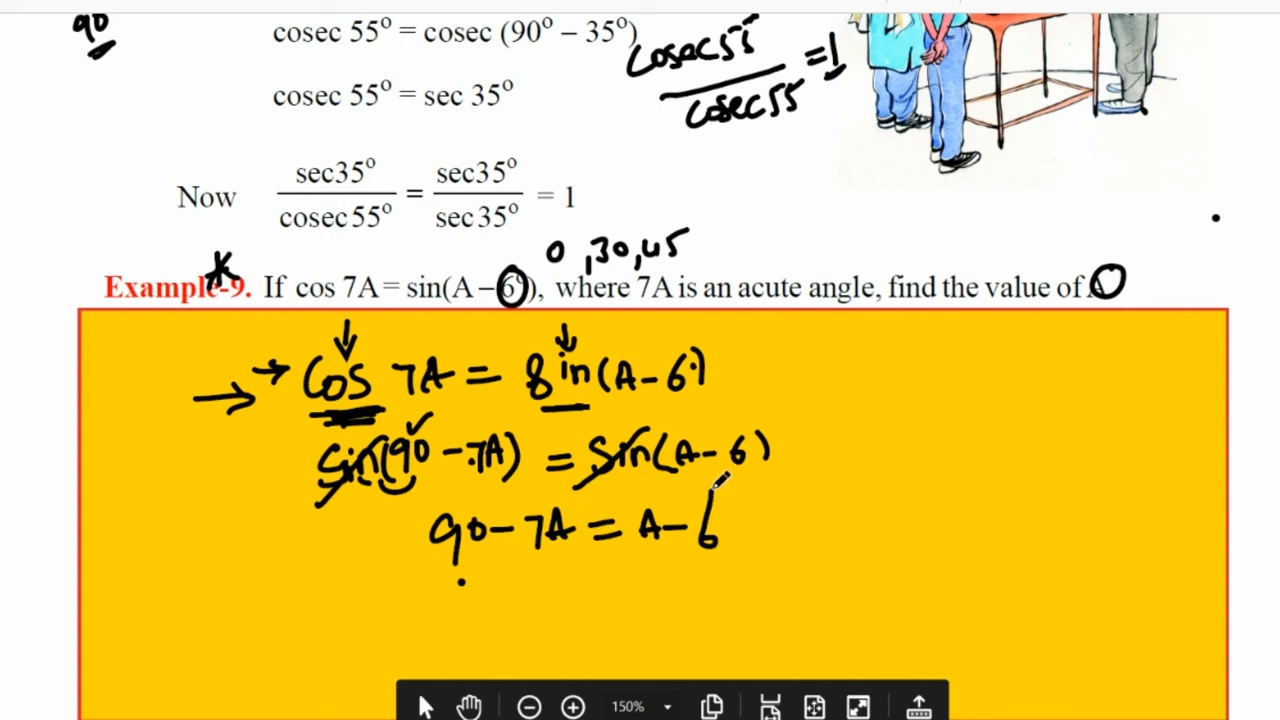 90
cosec 55° = cosec (90° – 35°)
cosec 55 / cosec 55 = 1
cosec 55° = sec 35°
Now sec35° / cosec55° = sec35° / sec35° = 1
0, 30, 45
Example-9. If cos 7A = sin(A – 6°), where 7A is an acute angle, find the value of
Cos 7A = sin (A – 6°)
sin (90 – 7A) = sin (A – 6)
90 – 7A = A – 6
150%